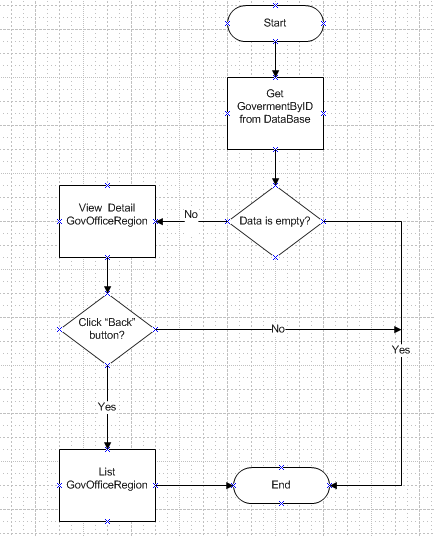 Start
Get
GovermentByID
from DataBase
Data is empty?
No
View Detail
GovOfficeRegion
Click “Back”
button?
No
Yes
Yes
List
GovOfficeRegion
End